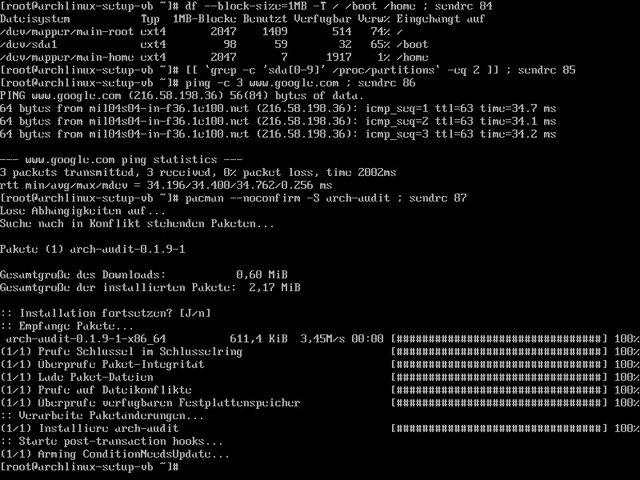 [root@archlinux-setup-vb ~]# df --block-size=1MB -T / /boot /home ; sendrc 84
Dateisystem Typ 1MB-Blöcke Benutzt Verfügbar Verw% Eingehängt auf
/dev/mapper/main-root ext4 2047 1409 514 74% /
/dev/sda1 ext4 98 59 32 65% /boot
/dev/mapper/main-home ext4 2047 7 1917 1% /home
[root@archlinux-setup-vb ~]# [[ `grep -c 'sda[0-9]' /proc/partitions` -eq 2 ]] ; sendrc 85
[root@archlinux-setup-vb ~]# ping -c 3 www.google.com ; sendrc 86
PING www.google.com (216.58.198.36) 56(84) bytes of data.
64 bytes from mil04s04-in-f36.1e100.net (216.58.198.36): icmp_seq=1 ttl=63 time=34.7 ms
64 bytes from mil04s04-in-f36.1e100.net (216.58.198.36): icmp_seq=2 ttl=63 time=34.1 ms
64 bytes from mil04s04-in-f36.1e100.net (216.58.198.36): icmp_seq=3 ttl=63 time=34.2 ms
--- www.google.com ping statistics ---
3 packets transmitted, 3 received, 0% packet loss, time 2002ms
rtt min/avg/max/mdev = 34.196/34.400/34.762/0.256 ms
[root@archlinux-setup-vb ~]# pacman --noconfirm -S arch-audit ; sendrc 87
Löse Abhängigkeiten auf...
Suche nach in Konflikt stehenden Paketen...
Pakete (1) arch-audit-0.1.9-1
Gesamtgröße des Downloads: 0,60 MiB
Gesamtgröße der installierten Pakete: 2,17 MiB
:: Installation fortsetzen? [J/n]
:: Empfange Pakete...
arch-audit-0.1.9-1-x86_64 611,4 KiB 3,45M/s 00:00 [##################################] 100%
(1/1) Prüfe Schlüssel im Schlüsselring [##################################] 100%
(1/1) Überprüfe Paket-Integrität [##################################] 100%
(1/1) Lade Paket-Dateien [##################################] 100%
(1/1) Prüfe auf Dateikonflikte [##################################] 100%
(1/1) Überprüfe verfügbaren Festplattenspeicher [##################################] 100%
:: Verarbeite Paketänderungen...
(1/1) Installiere arch-audit [##################################] 100%
:: Starte post-transaction hooks...
(1/1) Arming ConditionNeedsUpdate...
[root@archlinux-setup-vb ~]#